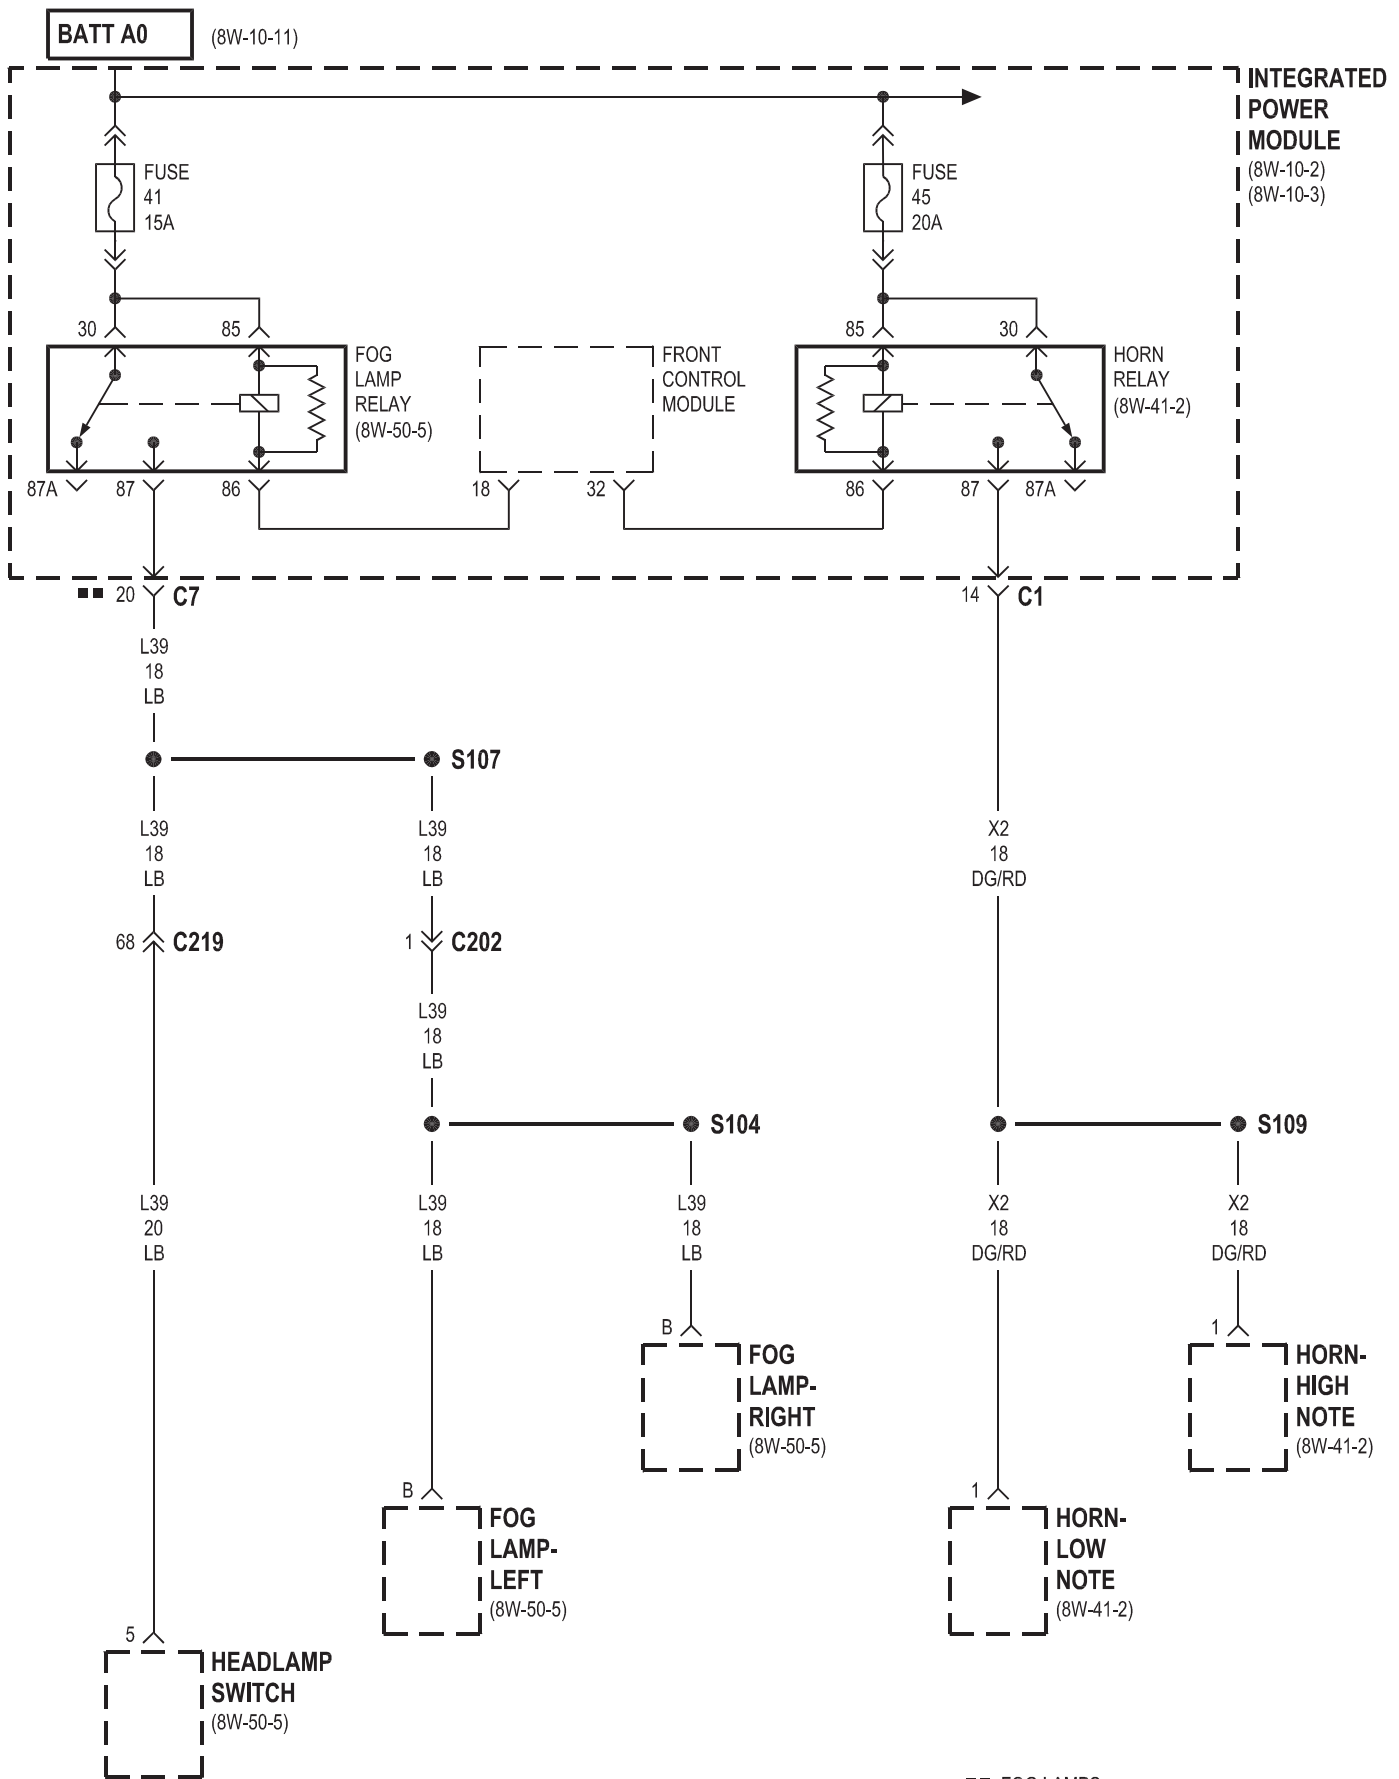 BATT A0
(8W-10-11)
INTEGRATED
POWER
MODULE
(8W-10-2)
(8W-10-3)
FUSE
41
15A
FUSE
45
20A
30
85
FOG
LAMP
RELAY
(8W-50-5)
FRONT
CONTROL
MODULE
85
30
HORN
RELAY
(8W-41-2)
87A
87
86
18
32
86
87
87A
20
C7
14
C1
L39
18
LB
S107
L39
18
LB
L39
18
LB
X2
18
DG/RD
68
C219
1
C202
L39
18
LB
S104
S109
L39
20
LB
L39
18
LB
L39
18
LB
X2
18
DG/RD
X2
18
DG/RD
B
FOG
LAMP-
RIGHT
(8W-50-5)
1
HORN-
HIGH
NOTE
(8W-41-2)
B
FOG
LAMP-
LEFT
(8W-50-5)
1
HORN-
LOW
NOTE
(8W-41-2)
5
HEADLAMP
SWITCH
(8W-50-5)
FOG LAMPS